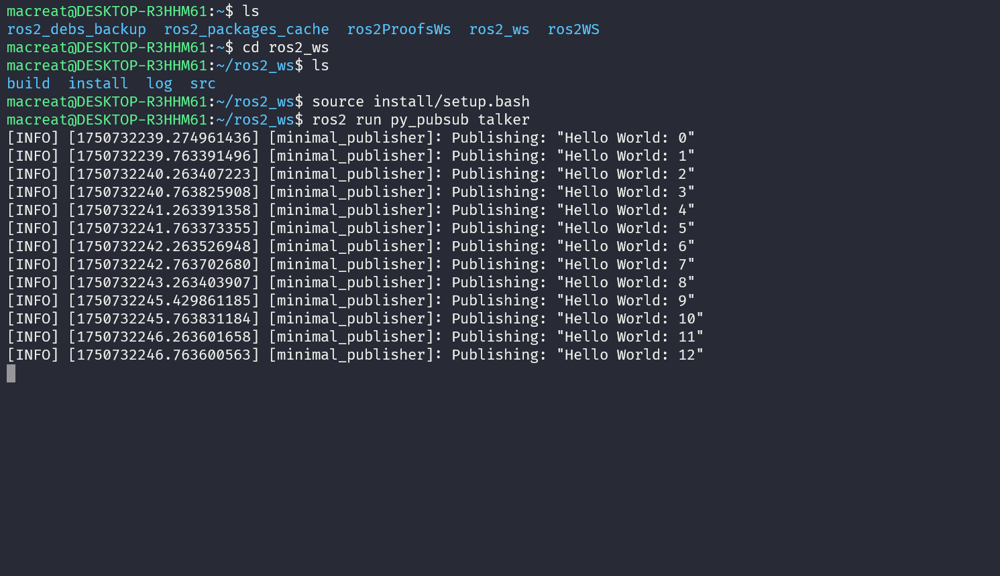 macreat@DESKTOP-R3HHM61:~$ ls
ros2_debs_backup  ros2_packages_cache  ros2ProofsWs  ros2_ws  ros2WS
macreat@DESKTOP-R3HHM61:~$ cd ros2_ws
macreat@DESKTOP-R3HHM61:~/ros2_ws$ ls
build  install  log  src
macreat@DESKTOP-R3HHM61:~/ros2_ws$ source install/setup.bash
macreat@DESKTOP-R3HHM61:~/ros2_ws$ ros2 run py_pubsub talker
[INFO] [1750732239.274961436] [minimal_publisher]: Publishing: "Hello World: 0"
[INFO] [1750732239.763391496] [minimal_publisher]: Publishing: "Hello World: 1"
[INFO] [1750732240.263407223] [minimal_publisher]: Publishing: "Hello World: 2"
[INFO] [1750732240.763825908] [minimal_publisher]: Publishing: "Hello World: 3"
[INFO] [1750732241.263391358] [minimal_publisher]: Publishing: "Hello World: 4"
[INFO] [1750732241.763373355] [minimal_publisher]: Publishing: "Hello World: 5"
[INFO] [1750732242.263526948] [minimal_publisher]: Publishing: "Hello World: 6"
[INFO] [1750732242.763702680] [minimal_publisher]: Publishing: "Hello World: 7"
[INFO] [1750732243.263403907] [minimal_publisher]: Publishing: "Hello World: 8"
[INFO] [1750732245.429861185] [minimal_publisher]: Publishing: "Hello World: 9"
[INFO] [1750732245.763831184] [minimal_publisher]: Publishing: "Hello World: 10"
[INFO] [1750732246.263601658] [minimal_publisher]: Publishing: "Hello World: 11"
[INFO] [1750732246.763600563] [minimal_publisher]: Publishing: "Hello World: 12"